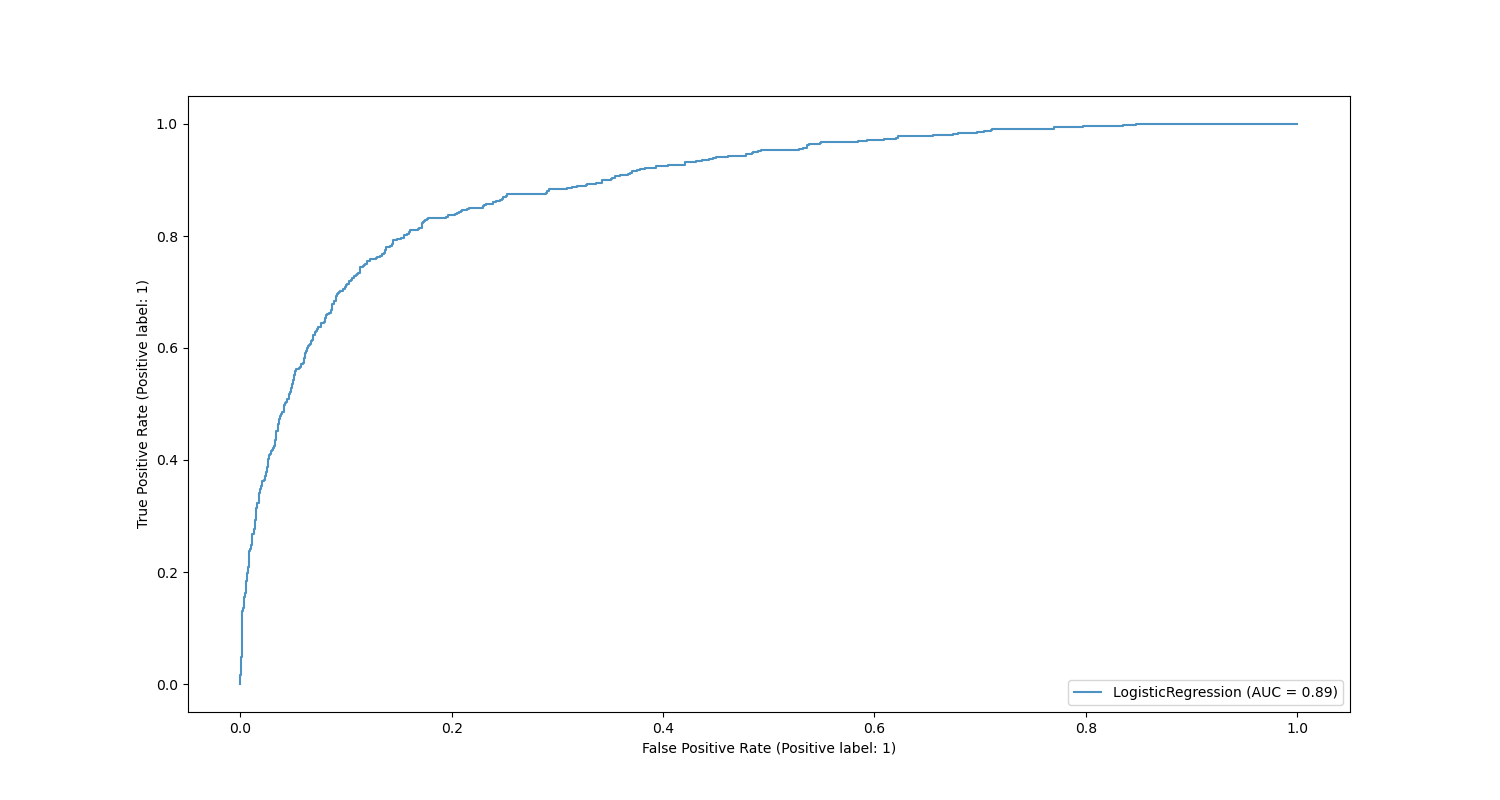 1.0
0.8
0.6
0.4
0.2
0.0
True Positive Rate (Positive label: 1)
LogisticRegression (AUC = 0.89)
0.0 0.2 0.4 0.6 0.8 1.0
False Positive Rate (Positive label: 1)